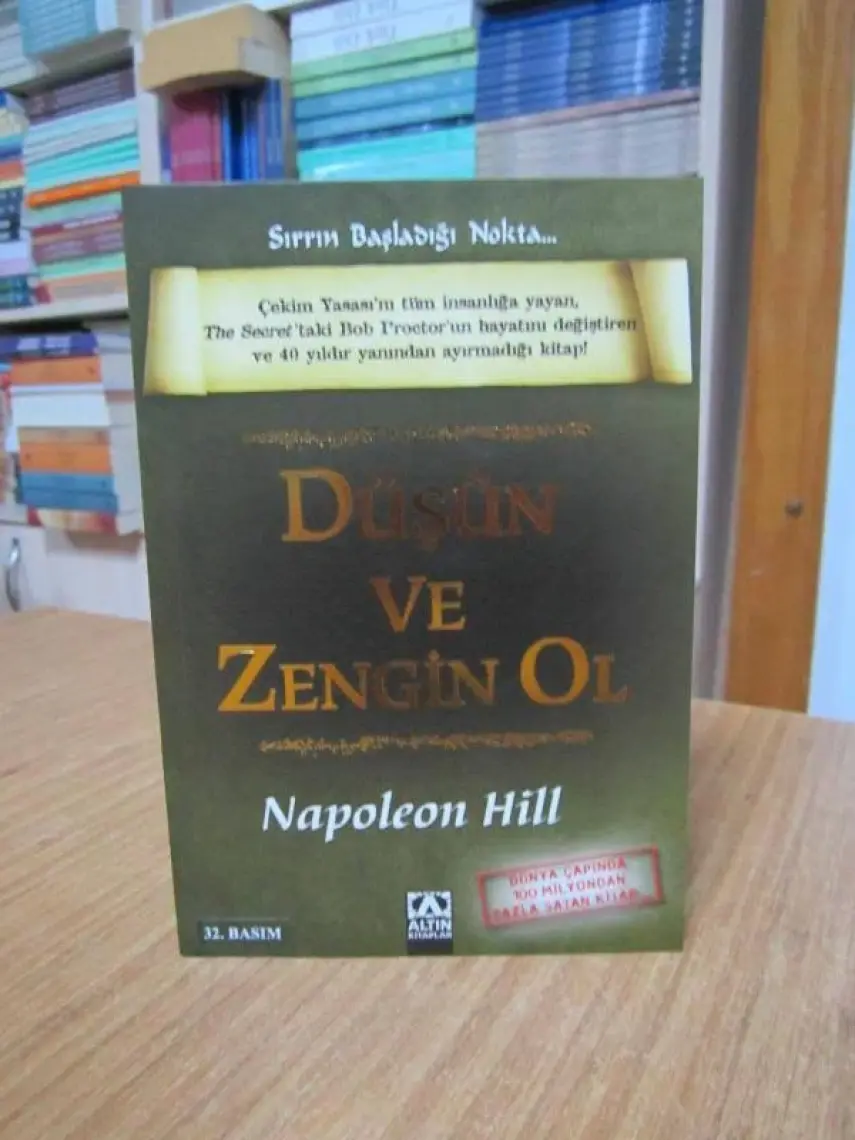 Sırrın Başladığı Nokta...
Çekim Yasası'nı tüm insanlığa yayan,
The Secret'taki Bob Proctor'un hayatını değiştiren
ve 40 yıldır yanından ayırmadığı kitap!
DÜŞÜN
VE
ZENGİN OL
Napoleon Hill
DÜNYA ÇAPINDA
100 MİLYONDAN
FAZLA SATAN KİTAP
32. BASIM
ALTIN
KİTAPLAR